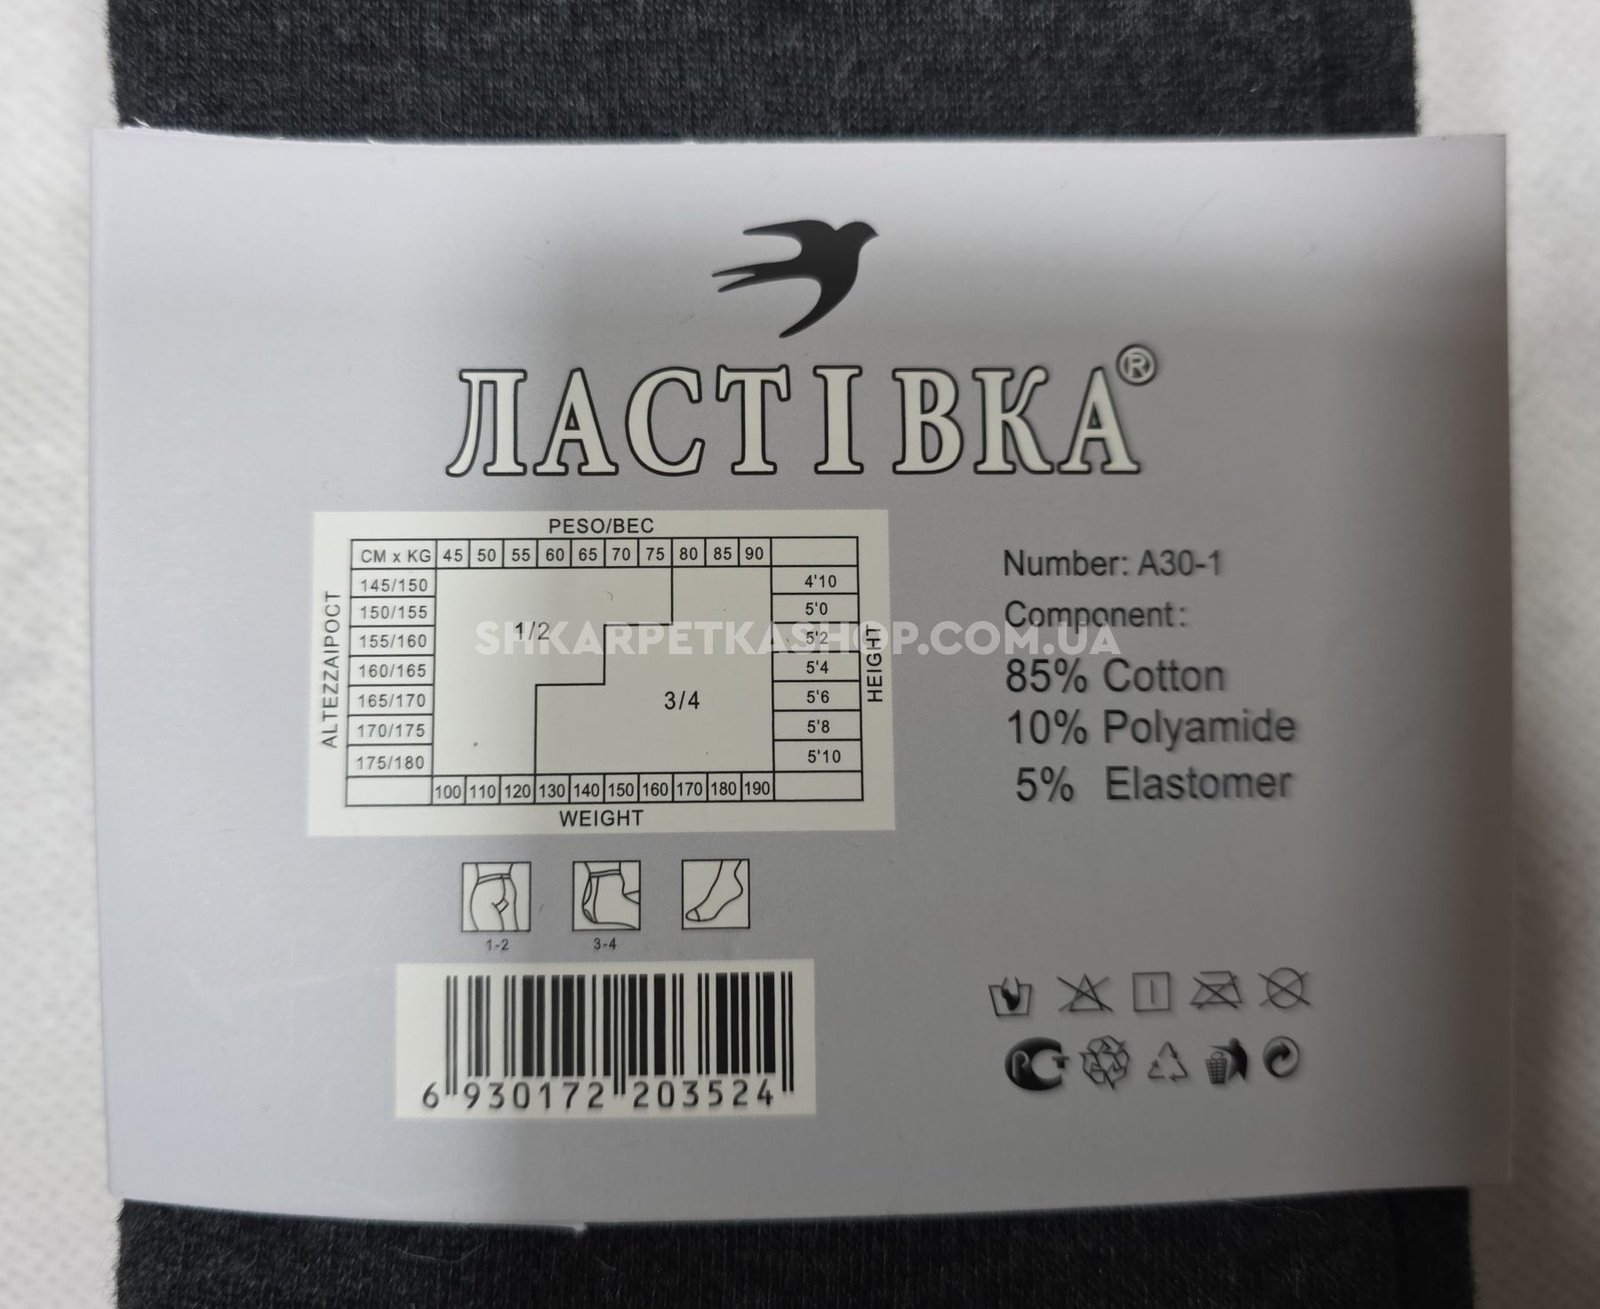 ЛАСТІВКА®
PESO/ВЕС
CM x KG 45 50 55 60 65 70 75 80 85 90
145/150 4'10
150/155 5'0
155/160 5'2
160/165 5'4
165/170 5'6
170/175 5'8
175/180 5'10
1/2
3/4
100 110 120 130 140 150 160 170 180 190
WEIGHT
ALTEZZAIPOCT
HEIGHT
SHKARPETKASHOP.COM.UA
Number: A30-1
Component:
85% Cotton
10% Polyamide
5% Elastomer
1-2
3-4
6 930172 203524
РСТ